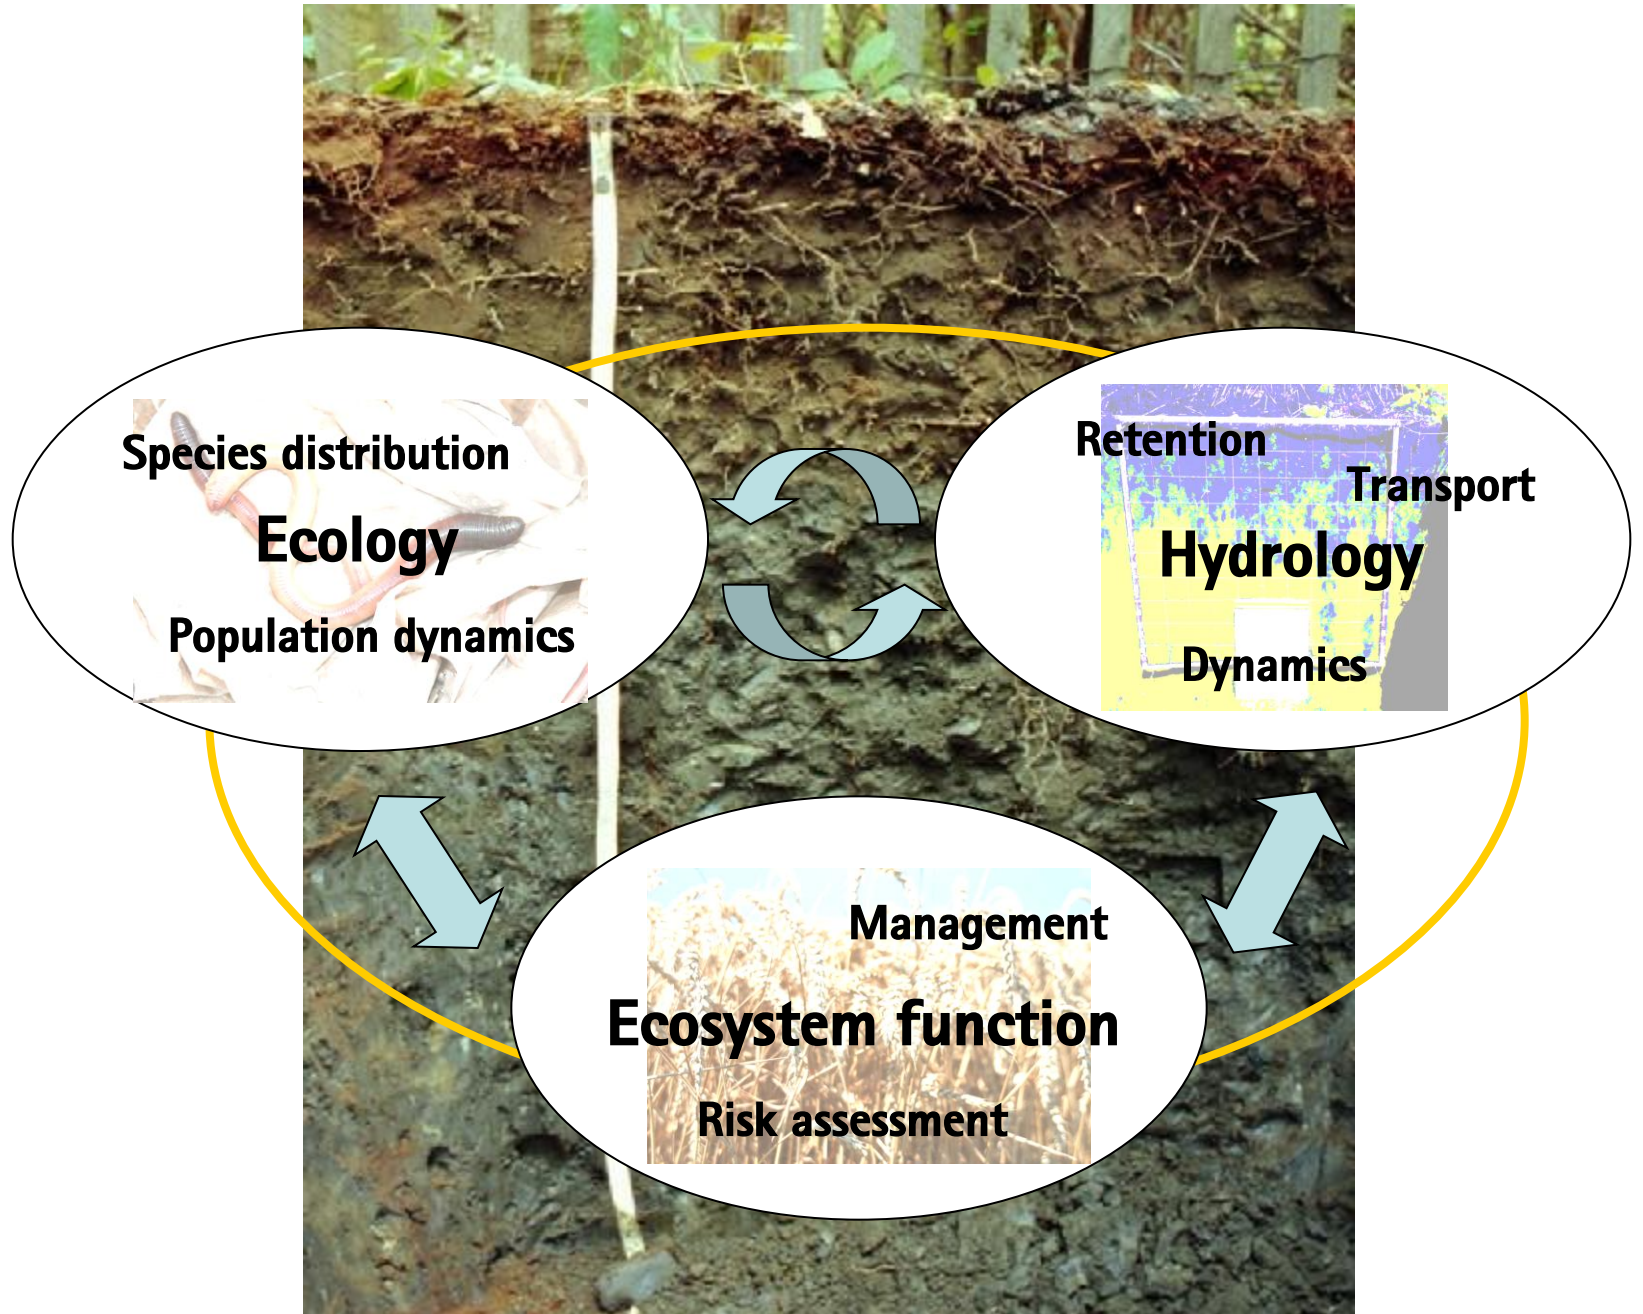 Species distribution
Ecology
Population dynamics
Retention
Transport
Hydrology
Dynamics
Management
Ecosystem function
Risk assessment